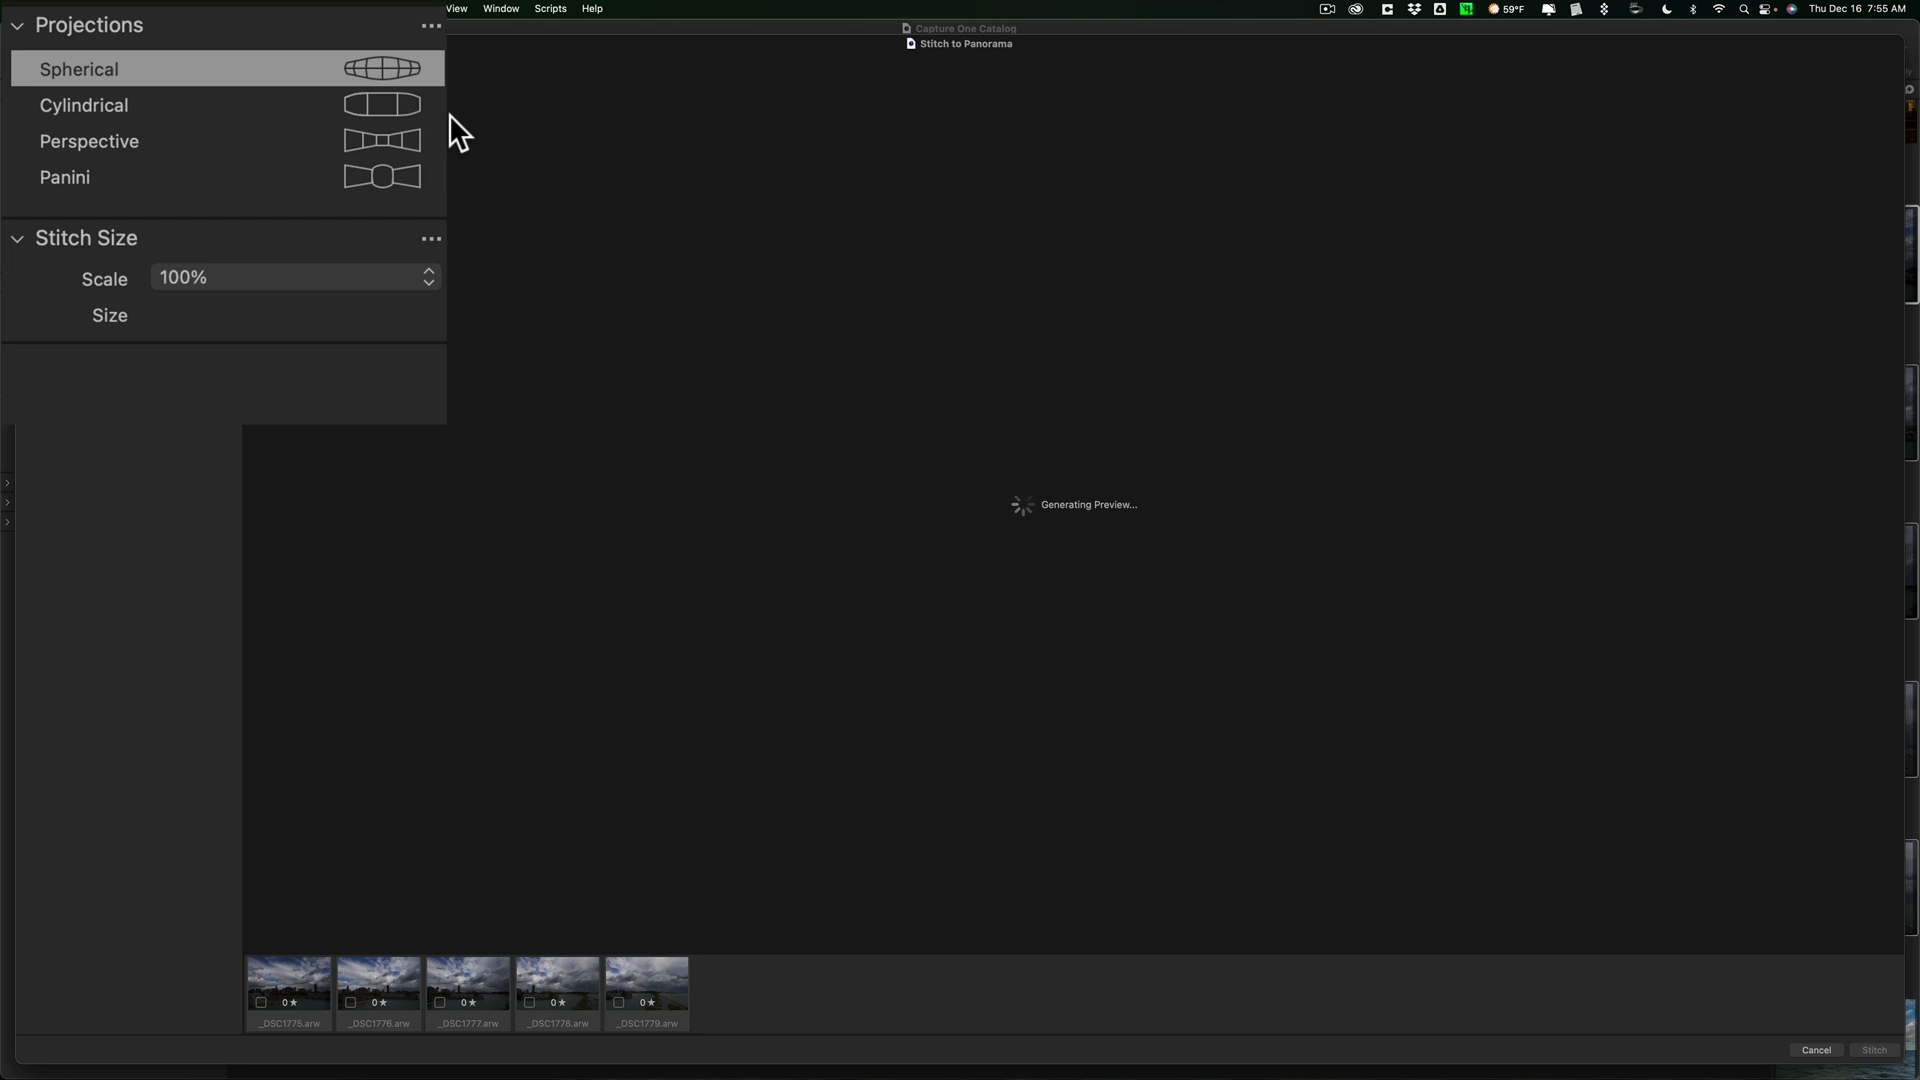 View Window Scripts Help
59°F Thu Dec 16 7:55 AM
Capture One Catalog
Stitch to Panorama
Projections
Spherical
Cylindrical
Perspective
Panini
Stitch Size
Scale 100%
Size
Generating Preview...
0★ 0★ 0★ 0★ 0★
_DSC1775.arw _DSC1776.arw _DSC1777.arw _DSC1778.arw _DSC1779.arw
Cancel Stitch